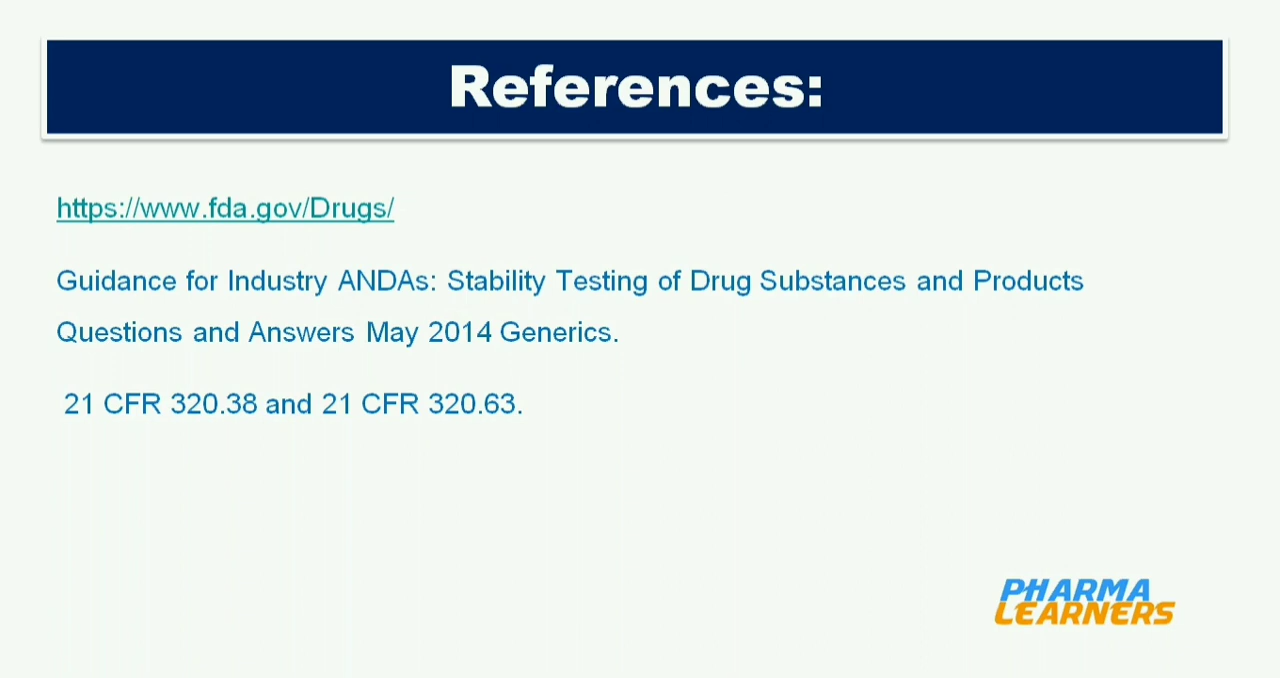 References:
https://www.fda.gov/Drugs/
Guidance for Industry ANDAs: Stability Testing of Drug Substances and Products
Questions and Answers May 2014 Generics.
21 CFR 320.38 and 21 CFR 320.63.
PHARMA
LEARNERS